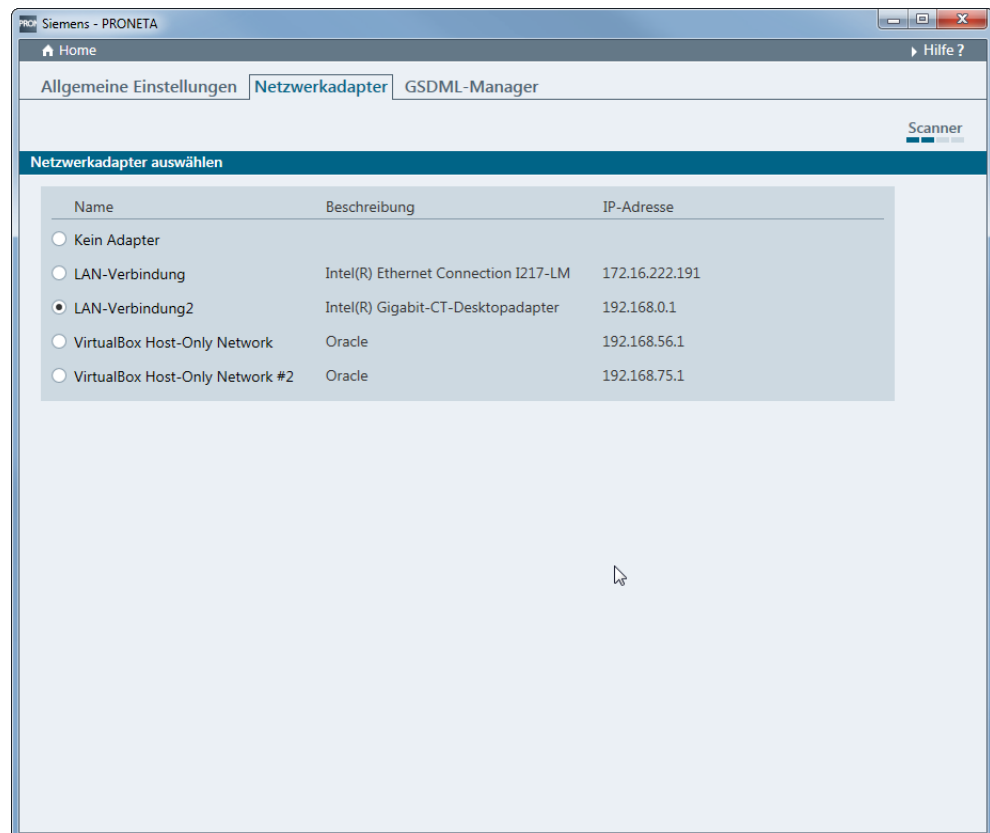 Siemens - PRONETA
Home Hilfe ?
Allgemeine Einstellungen Netzwerkadapter GSDML-Manager
Scanner
Netzwerkadapter auswählen
Name Beschreibung IP-Adresse
Kein Adapter
LAN-Verbindung Intel(R) Ethernet Connection I217-LM 172.16.222.191
LAN-Verbindung2 Intel(R) Gigabit-CT-Desktopadapter 192.168.0.1
VirtualBox Host-Only Network Oracle 192.168.56.1
VirtualBox Host-Only Network #2 Oracle 192.168.75.1